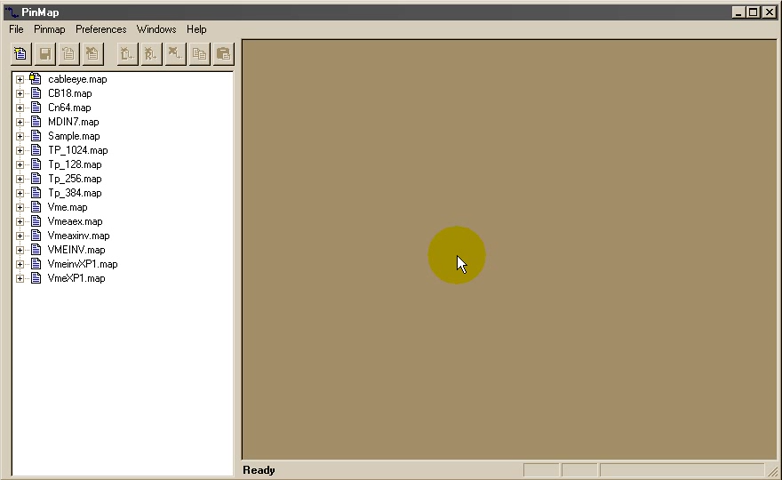 PinMap
File Pinmap Preferences Windows Help
cableeye.map
CB18.map
Cn64.map
MDIN7.map
Sample.map
TP_1024.map
Tp_128.map
Tp_256.map
Tp_384.map
Vme.map
Vmeaex.map
Vmeaxinv.map
VMEINV.map
VmeinvXP1.map
VmeXP1.map
Ready